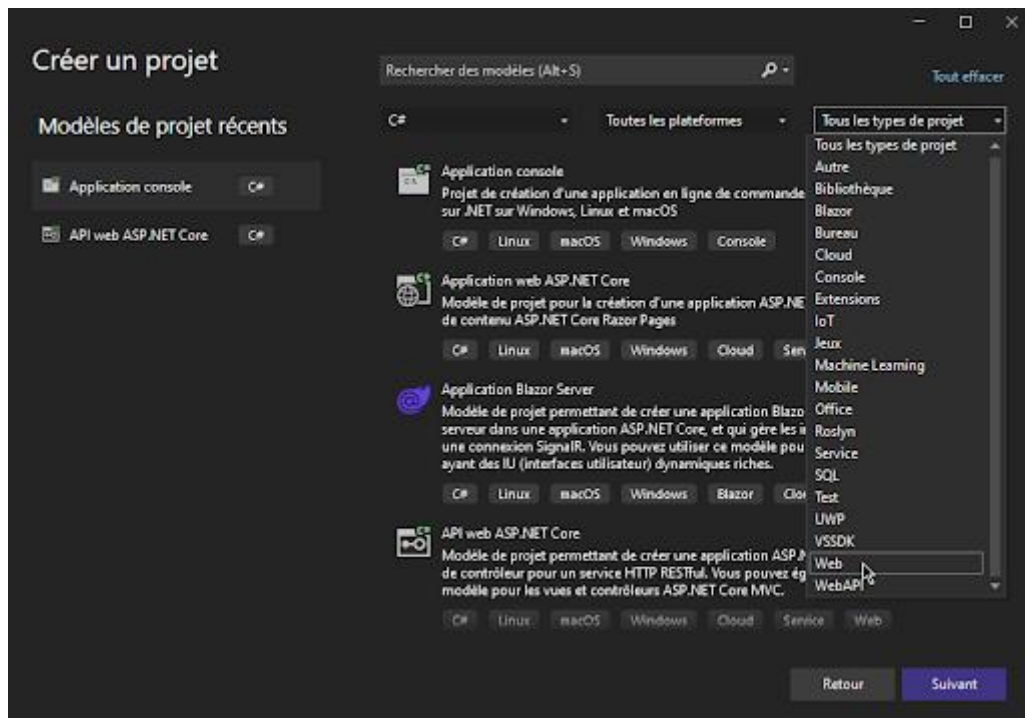 Créer un projet
Rechercher des modèles (Alt+S)
Tout effacer
Modèles de projet récents
Application console C#
API web ASP.NET Core C#
C# Toutes les plateformes Tous les types de projet
Application console
Projet de création d'une application en ligne de commande
sur .NET sur Windows, Linux et macOS
C# Linux macOS Windows Console
Application web ASP.NET Core
Modèle de projet pour la création d'une application ASP.NE
de contenu ASP.NET Core Razor Pages
C# Linux macOS Windows Cloud Ser
Application Blazor Server
Modèle de projet permettant de créer une application Blazo
serveur dans une application ASP.NET Core, et qui gère les i
une connexion SignalR. Vous pouvez utiliser ce modèle pou
ayant des IU (interfaces utilisateur) dynamiques riches.
C# Linux macOS Windows Blazor Clo
API web ASP.NET Core
Modèle de projet permettant de créer une application ASP.N
de contrôleur pour un service HTTP RESTful. Vous pouvez ég
modèle pour les vues et contrôleurs ASP.NET Core MVC.
C# Linux macOS Windows Cloud Service Web
Tous les types de projet
Autre
Bibliothèque
Blazor
Bureau
Cloud
Console
Extensions
IoT
Jeux
Machine Learning
Mobile
Office
Roslyn
Service
SQL
Test
UWP
VSSDK
Web
WebAPI
Retour Suivant